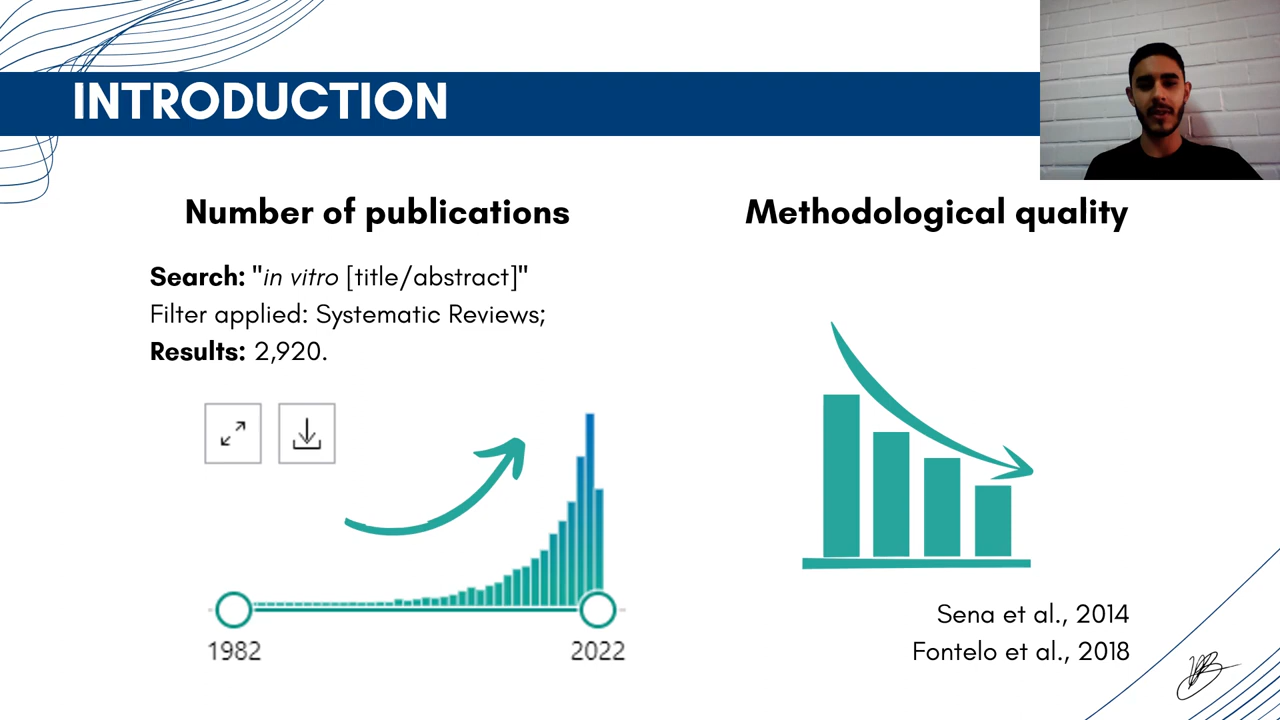 INTRODUCTION
Number of publications
Search: "in vitro [title/abstract]"
Filter applied: Systematic Reviews;
Results: 2,920.
1982
2022
Methodological quality
Sena et al., 2014
Fontelo et al., 2018